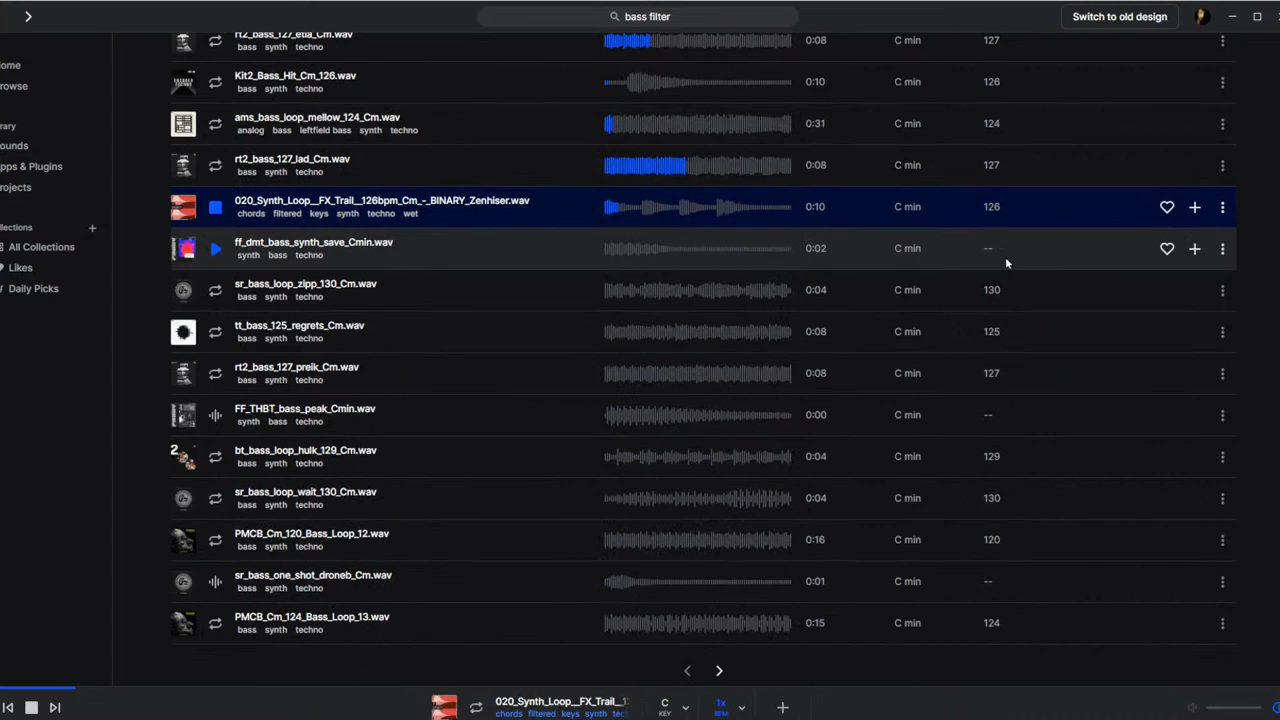 bass filter
Switch to old design
rt2_bass_127_etia_Cm.wav
bass synth techno
0:08 C min 127
ome
Kit2_Bass_Hit_Cm_126.wav
bass synth techno
0:10 C min 126
rowse
ams_bass_loop_mellow_124_Cm.wav
analog bass leftfield bass synth techno
0:31 C min 124
rary
ounds
rt2_bass_127_lad_Cm.wav
bass synth techno
0:08 C min 127
pps & Plugins
rojects
020_Synth_Loop__FX_Trail__126bpm_Cm_-_BINARY_Zenhiser.wav
chords filtered keys synth techno wet
0:10 C min 126
llections
All Collections
ff_dmt_bass_synth_save_Cmin.wav
synth bass techno
0:02 C min --
Likes
Daily Picks
sr_bass_loop_zipp_130_Cm.wav
bass synth techno
0:04 C min 130
tt_bass_125_regrets_Cm.wav
bass synth techno
0:08 C min 125
rt2_bass_127_preik_Cm.wav
bass synth techno
0:08 C min 127
FF_THBT_bass_peak_Cmin.wav
synth bass techno
0:00 C min --
2
bt_bass_loop_hulk_129_Cm.wav
bass synth techno
0:04 C min 129
sr_bass_loop_wait_130_Cm.wav
bass synth techno
0:04 C min 130
PMCB_Cm_120_Bass_Loop_12.wav
bass synth techno
0:16 C min 120
sr_bass_one_shot_droneb_Cm.wav
bass synth techno
0:01 C min --
PMCB_Cm_124_Bass_Loop_13.wav
bass synth techno
0:15 C min 124
020_Synth_Loop__FX_Trail__1
chords filtered keys synth tec
C
KEY
1x
BPM